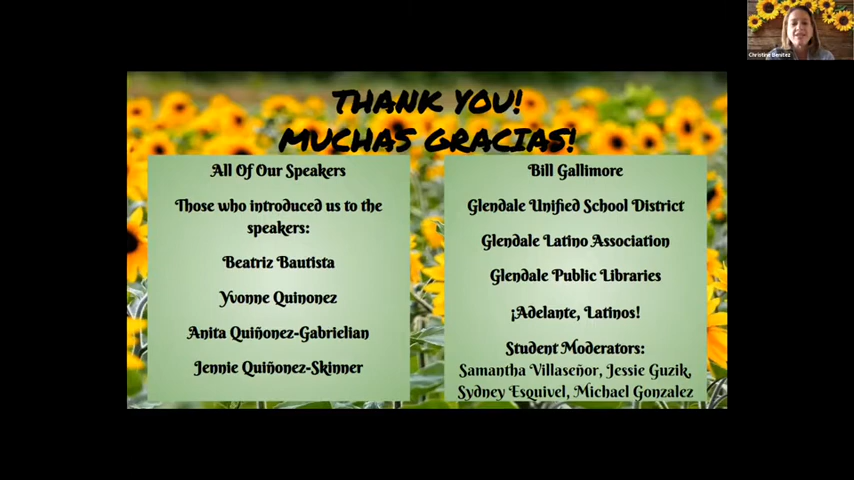 THANK YOU!
MUCHAS GRACIAS!
All Of Our Speakers
Those who introduced us to the
speakers:
Beatriz Bautista
Yvonne Quinonez
Anita Quiñonez-Gabrielian
Jennie Quiñonez-Skinner
Bill Gallimore
Glendale Unified School District
Glendale Latino Association
Glendale Public Libraries
¡Adelante, Latinos!
Student Moderators:
Samantha Villaseñor, Jessie Guzik,
Sydney Esquivel, Michael Gonzalez
Christine Benitez